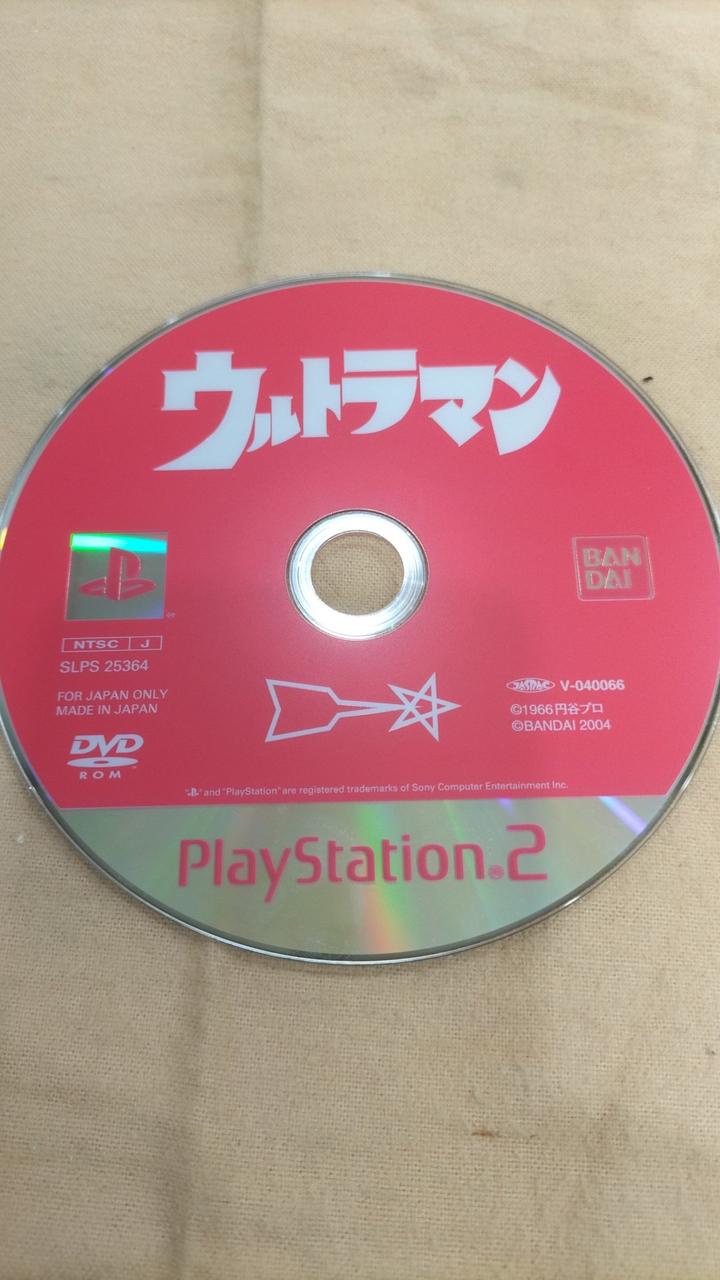 ウルトラマン
BAN
DAI
NTSC J
SLPS 25364
FOR JAPAN ONLY
MADE IN JAPAN
DVD
ROM
JASRAC V-040066
©1966円谷プロ
©BANDAI 2004
"PS" and "PlayStation" are registered trademarks of Sony Computer Entertainment Inc.
PlayStation®2